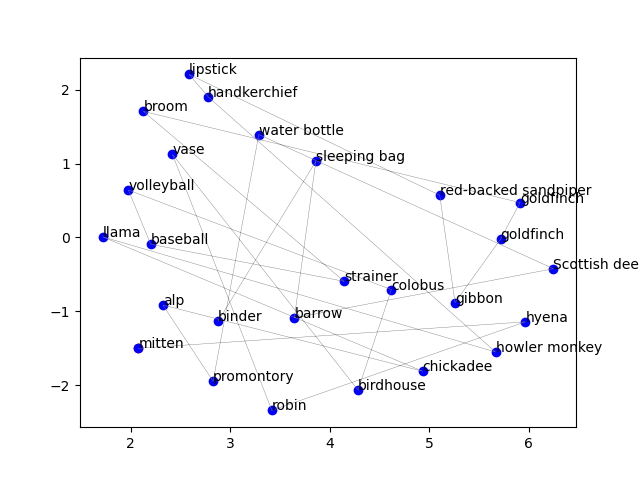 lipstick
handkerchief
broom
water bottle
vase
sleeping bag
volleyball
red-backed sandpiper
goldfinch
llama
baseball
goldfinch
Scottish dee
strainer
colobus
alp
binder
barrow
gibbon
hyena
mitten
howler monkey
promontory
chickadee
birdhouse
robin
2
1
0
−1
−2
2
3
4
5
6